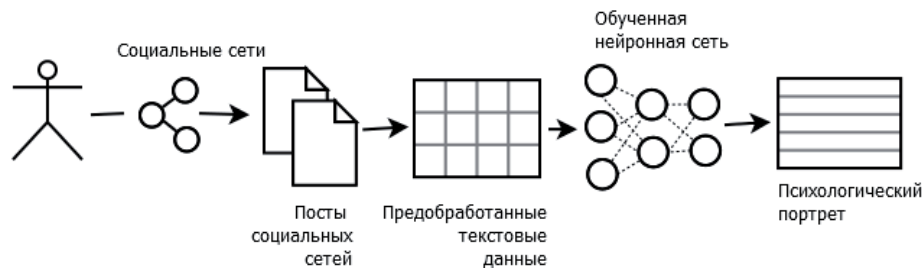 Социальные сети
Обученная
нейронная сеть
Посты
социальных
сетей
Предобработанные
текстовые
данные
Психологический
портрет